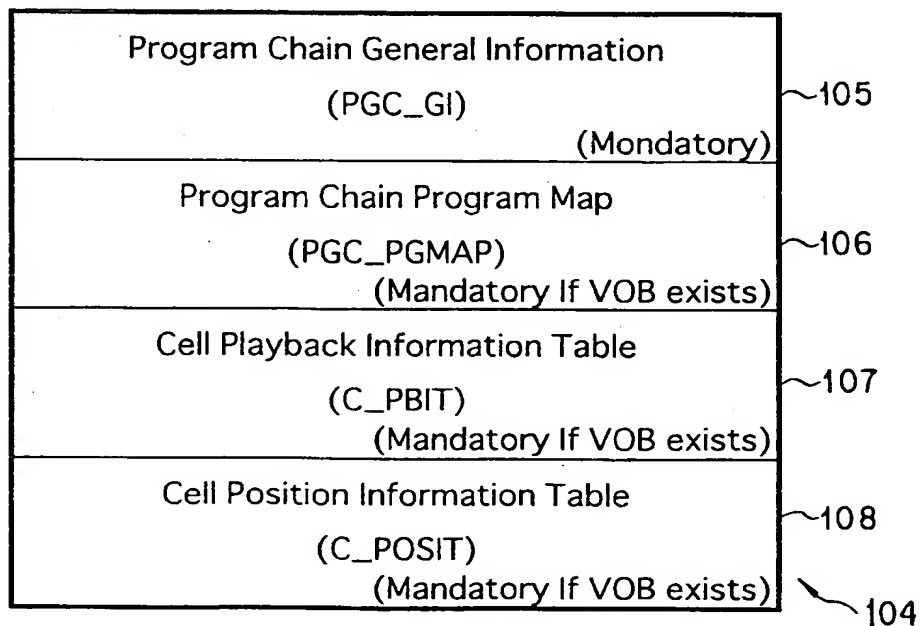 Program Chain General Information
(PGC_GI)
(Mondatory)
105
Program Chain Program Map
(PGC_PGMAP)
(Mandatory If VOB exists)
106
Cell Playback Information Table
(C_PBIT)
(Mandatory If VOB exists)
107
Cell Position Information Table
(C_POSIT)
(Mandatory If VOB exists)
108
104